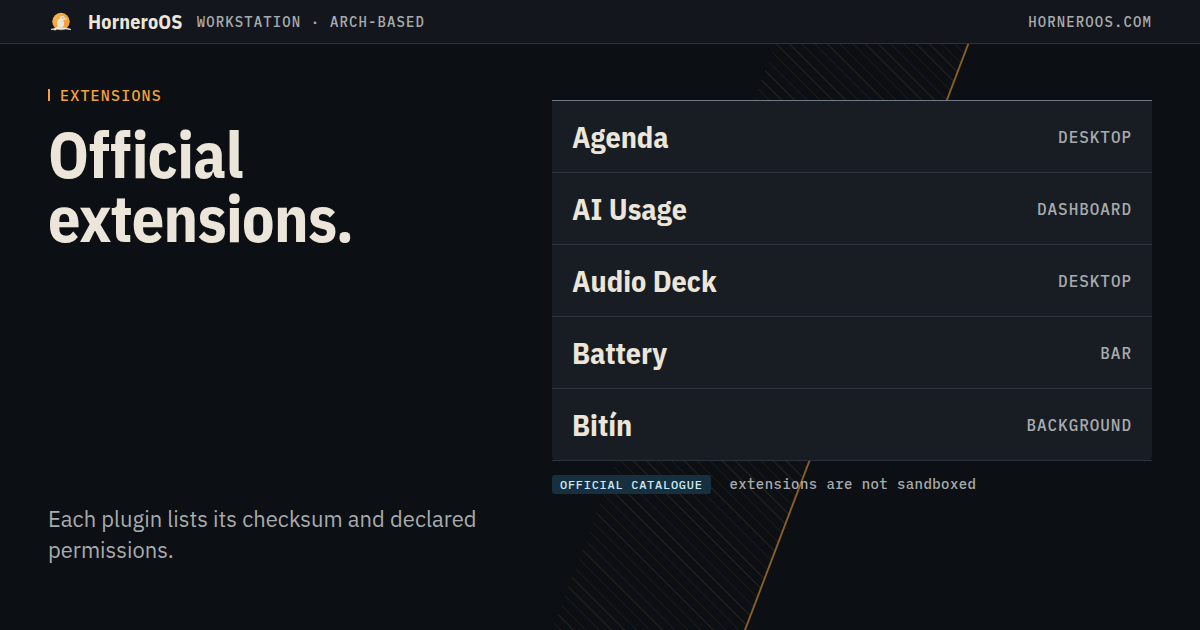 HorneroOS WORKSTATION · ARCH-BASED HORNEROOS.COM
EXTENSIONS
Official
extensions.
Agenda DESKTOP
AI Usage DASHBOARD
Audio Deck DESKTOP
Battery BAR
Bitín BACKGROUND
OFFICIAL CATALOGUE extensions are not sandboxed
Each plugin lists its checksum and declared
permissions.